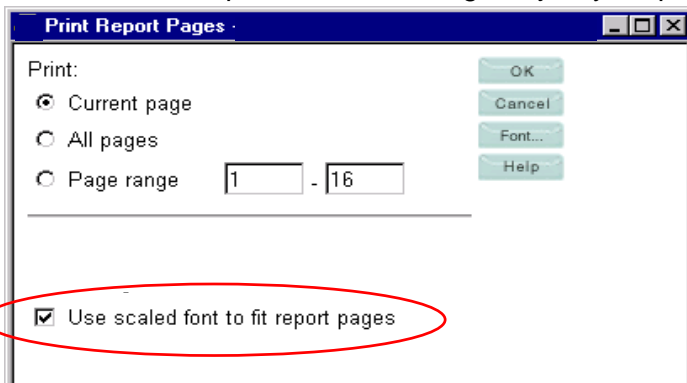 Print Report Pages
Print:
OK
Current page
Cancel
All pages
Font...
Page range 1 - 16
Help
Use scaled font to fit report pages